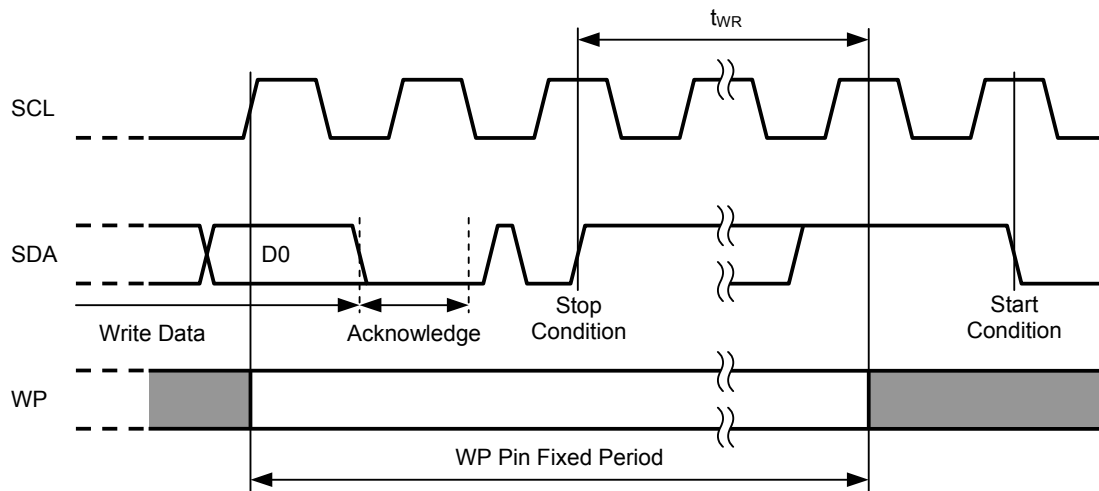 tWR
SCL
SDA
D0
Stop
Condition
Start
Condition
Write Data
Acknowledge
WP
WP Pin Fixed Period